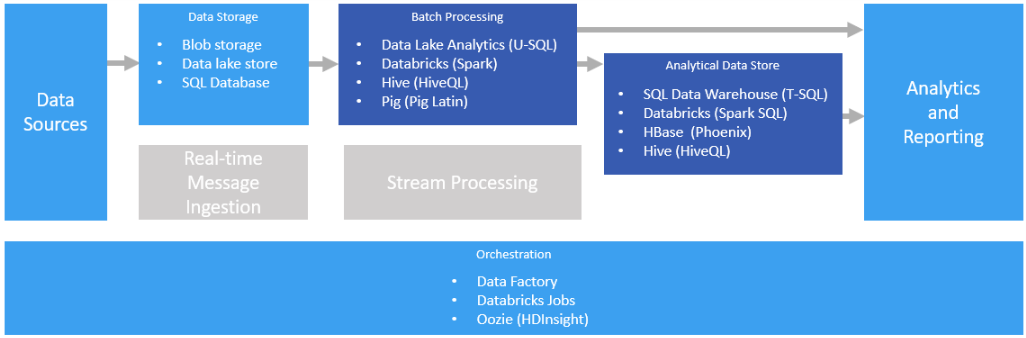 Data
Sources
Data Storage
• Blob storage
• Data lake store
• SQL Database
Real-time
Message
Ingestion
Batch Processing
• Data Lake Analytics (U-SQL)
• Databricks (Spark)
• Hive (HiveQL)
• Pig (Pig Latin)
Stream Processing
Analytical Data Store
• SQL Data Warehouse (T-SQL)
• Databricks (Spark SQL)
• HBase (Phoenix)
• Hive (HiveQL)
Analytics
and
Reporting
Orchestration
• Data Factory
• Databricks Jobs
• Oozie (HDInsight)